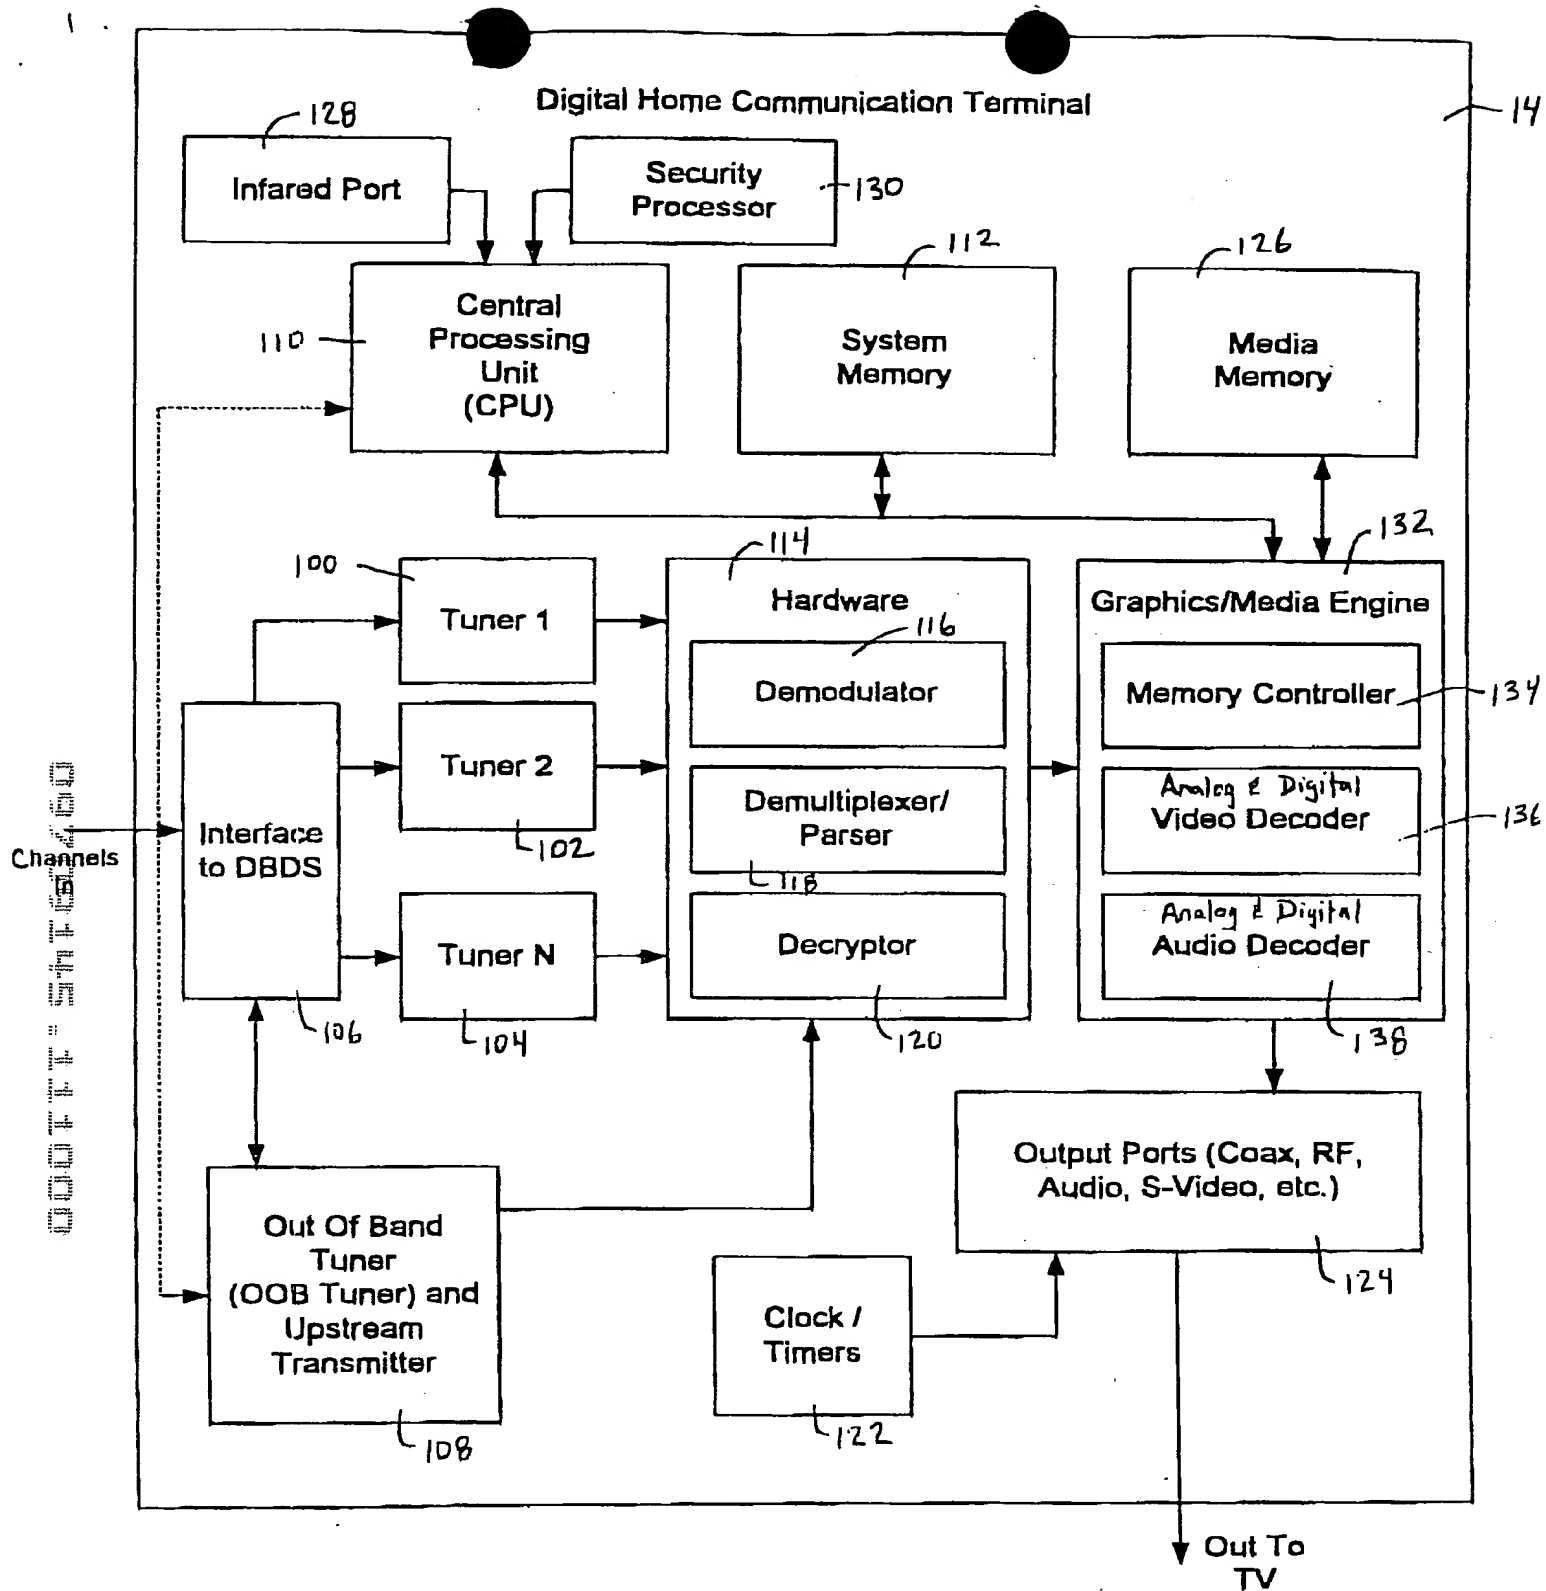 Digital Home Communication Terminal
14
128
Infared Port
Security
Processor
130
112
126
110
Central
Processing
Unit
(CPU)
System
Memory
Media
Memory
100
Tuner 1
114
Hardware
116
Demodulator
132
Graphics/Media Engine
Memory Controller
134
Tuner 2
102
Demultiplexer/
Parser
118
Analog & Digital
Video Decoder
136
Channels
Interface
to DBDS
106
Tuner N
104
Decryptor
120
Analog & Digital
Audio Decoder
138
Out Of Band
Tuner
(OOB Tuner) and
Upstream
Transmitter
108
Output Ports (Coax, RF,
Audio, S-Video, etc.)
124
Clock /
Timers
122
Out To
TV